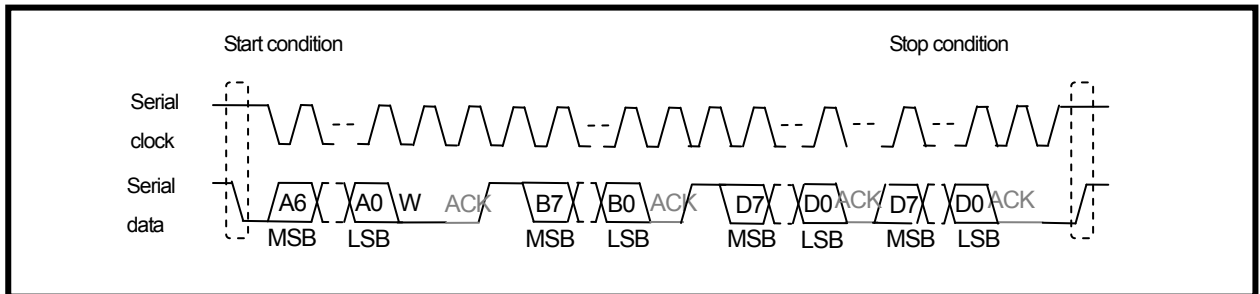 Start condition Stop condition
Serial
clock
Serial
data
A6 A0 W ACK B7 B0 ACK D7 D0 ACK D7 D0 ACK
MSB LSB MSB LSB MSB LSB MSB LSB